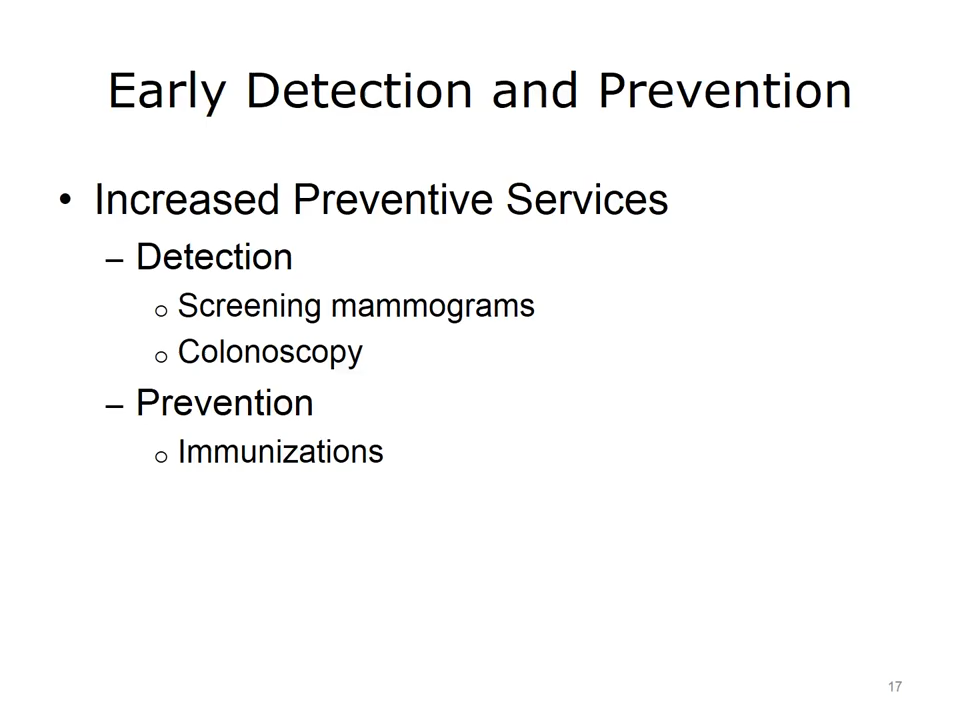 Early Detection and Prevention
• Increased Preventive Services
– Detection
o Screening mammograms
o Colonoscopy
– Prevention
o Immunizations
17